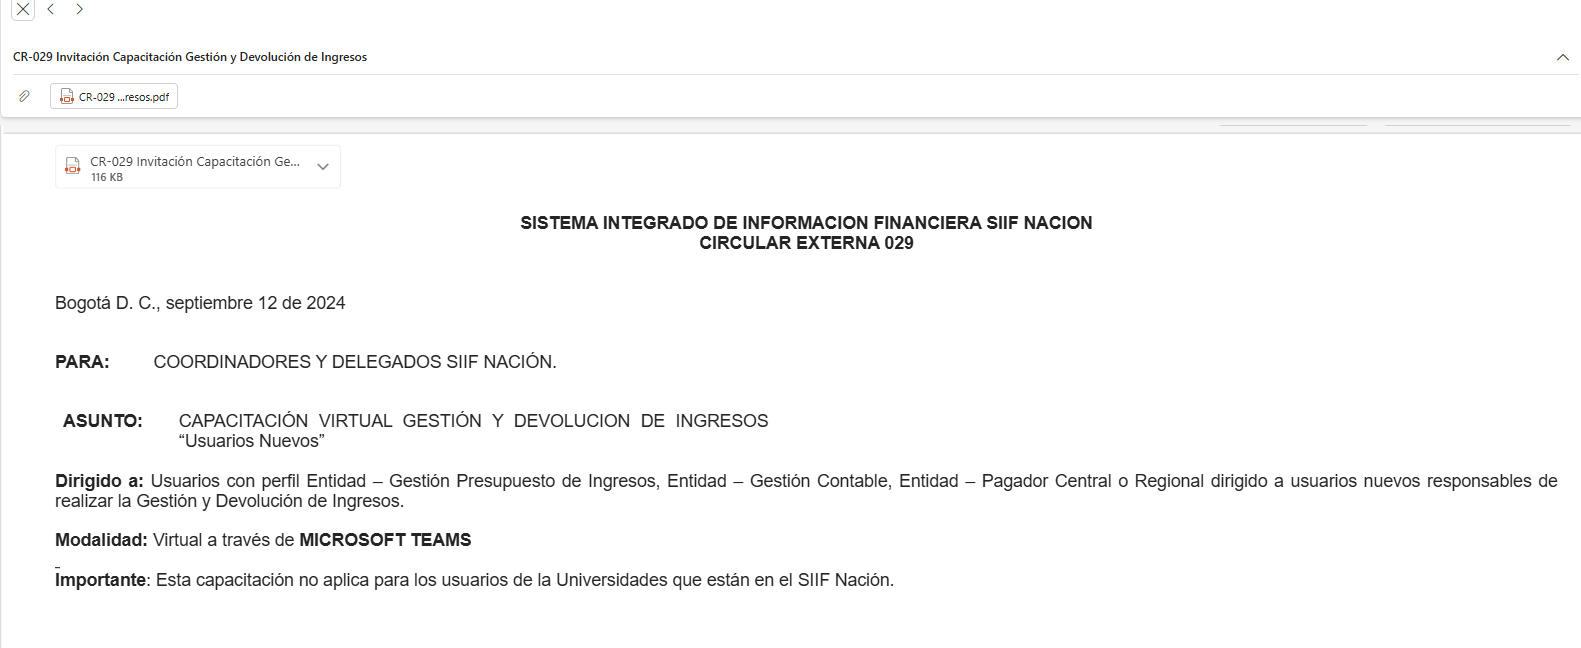 CR-029 Invitación Capacitación Gestión y Devolución de Ingresos
CR-029 ...resos.pdf
CR-029 Invitación Capacitación Ge...
116 KB
SISTEMA INTEGRADO DE INFORMACION FINANCIERA SIIF NACION
CIRCULAR EXTERNA 029
Bogotá D. C., septiembre 12 de 2024
PARA: COORDINADORES Y DELEGADOS SIIF NACIÓN.
ASUNTO: CAPACITACIÓN VIRTUAL GESTIÓN Y DEVOLUCION DE INGRESOS
“Usuarios Nuevos”
Dirigido a: Usuarios con perfil Entidad – Gestión Presupuesto de Ingresos, Entidad – Gestión Contable, Entidad – Pagador Central o Regional dirigido a usuarios nuevos responsables de
realizar la Gestión y Devolución de Ingresos.
Modalidad: Virtual a través de MICROSOFT TEAMS
Importante: Esta capacitación no aplica para los usuarios de la Universidades que están en el SIIF Nación.